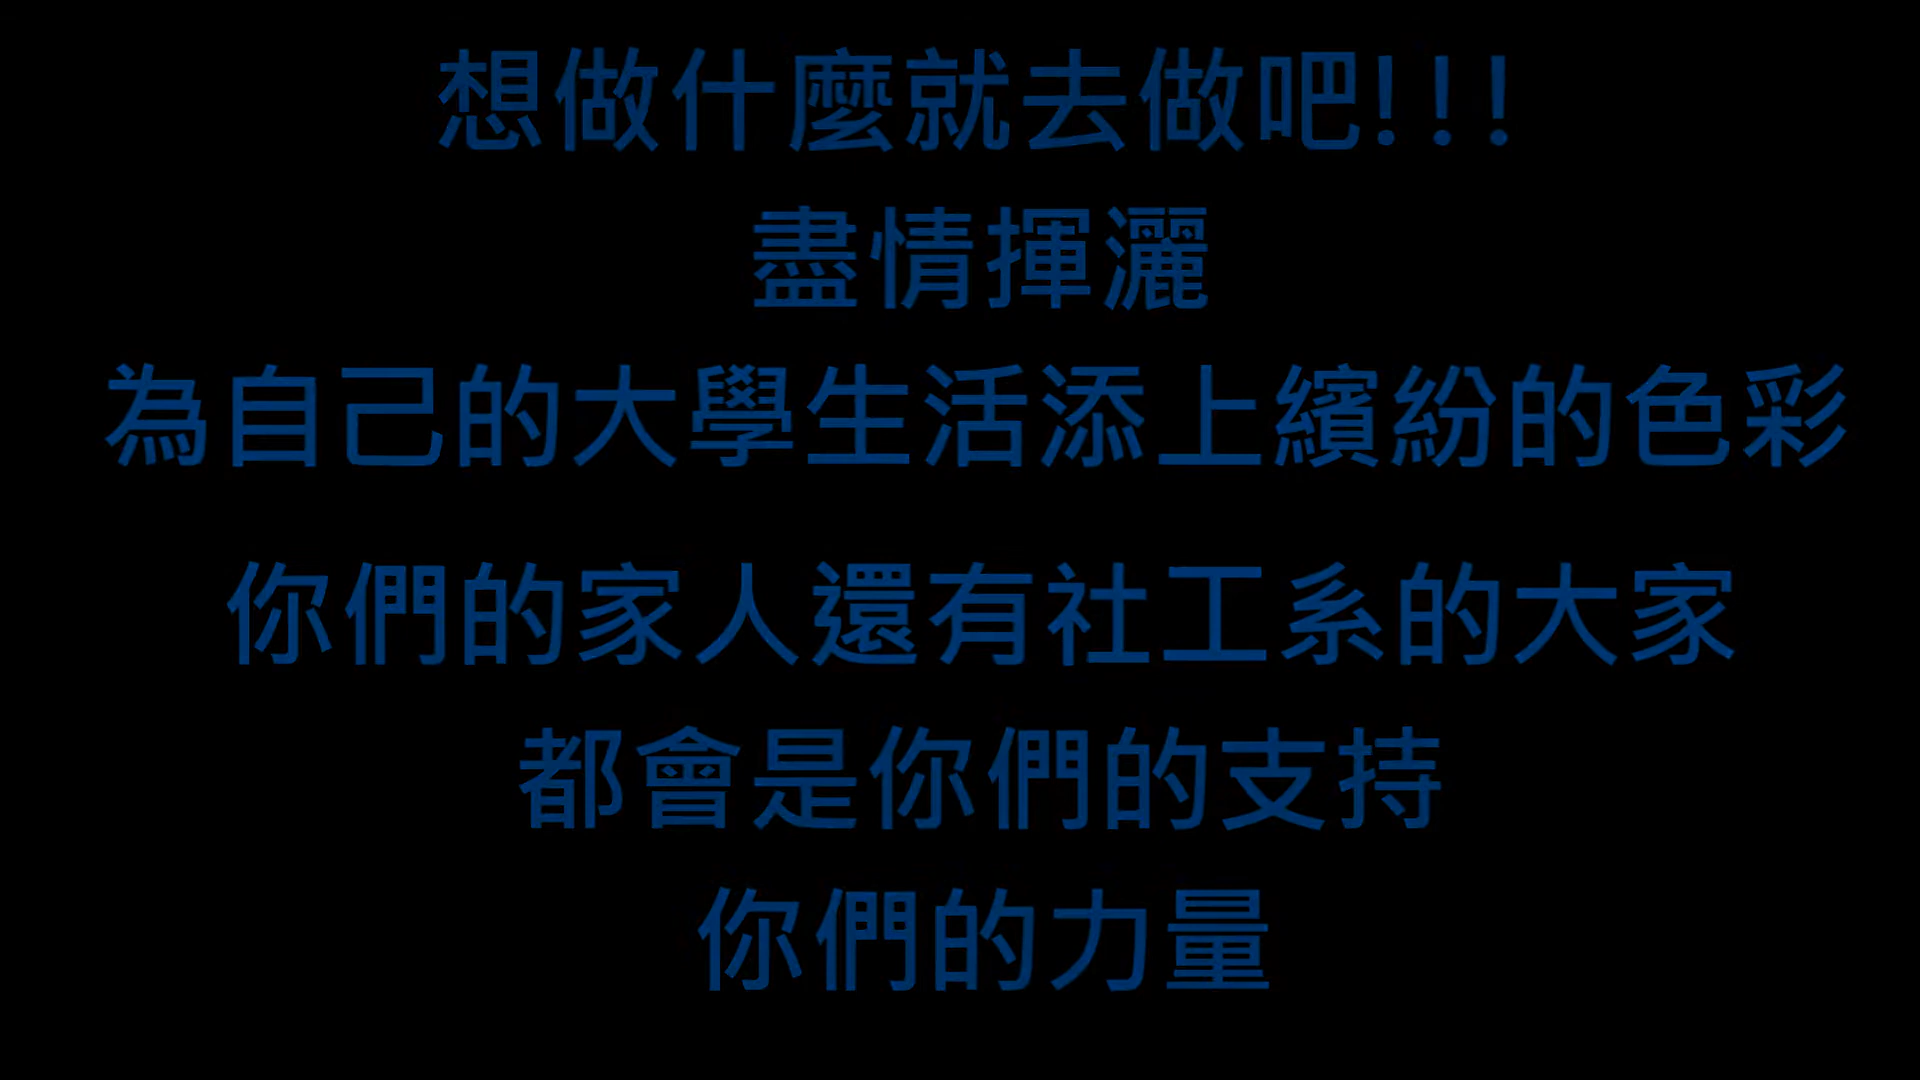 想做什麼就去做吧!!!
盡情揮灑
為自己的大學生活添上繽紛的色彩
你們的家人還有社工系的大家
都會是你們的支持
你們的力量